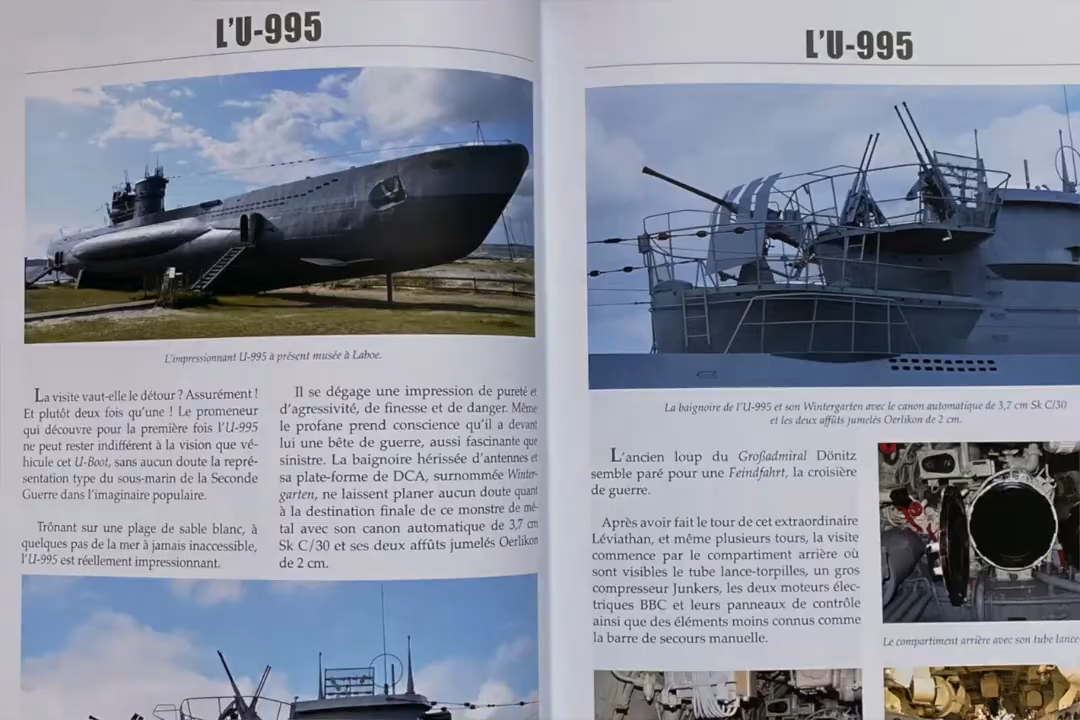 L'U-995
L'impressionnant U-995 à présent musée à Laboe.
La visite vaut-elle le détour ? Assurément !
Et plutôt deux fois qu'une ! Le promeneur
qui découvre pour la première fois l'U-995
ne peut rester indifférent à la vision que vé-
hicule cet U-Boot, sans aucun doute la repré-
sentation type du sous-marin de la Seconde
Guerre dans l'imaginaire populaire.
Trônant sur une plage de sable blanc, à
quelques pas de la mer à jamais inaccessible,
l'U-995 est réellement impressionnant.
Il se dégage une impression de pureté et
d'agressivité, de finesse et de danger. Même
le profane prend conscience qu'il a devant
lui une bête de guerre, aussi fascinante que
sinistre. La baignoire hérissée d'antennes et
sa plate-forme de DCA, surnommée Winter-
garten, ne laissent planer aucun doute quant
à la destination finale de ce monstre de mé-
tal avec son canon automatique de 3,7 cm
Sk C/30 et ses deux affûts jumelés Oerlikon
de 2 cm.
L'U-995
La baignoire de l'U-995 et son Wintergarten avec le canon automatique de 3,7 cm Sk C/30
et les deux affûts jumelés Oerlikon de 2 cm.
L'ancien loup du Großadmiral Dönitz
semble paré pour une Feindfahrt, la croisière
de guerre.
Après avoir fait le tour de cet extraordinaire
Léviathan, et même plusieurs tours, la visite
commence par le compartiment arrière où
sont visibles le tube lance-torpilles, un gros
compresseur Junkers, les deux moteurs élec-
triques BBC et leurs panneaux de contrôle
ainsi que des éléments moins connus comme
la barre de secours manuelle.
Le compartiment arrière avec son tube lance